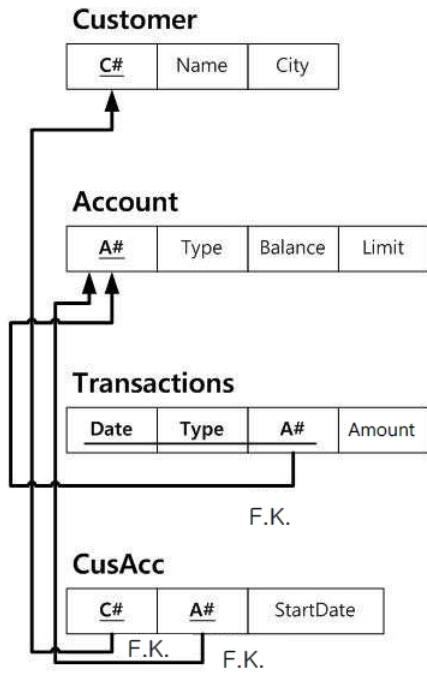 Customer
C# Name City
Account
A# Type Balance Limit
Transactions
Date Type A# Amount
F.K.
CusAcc
C# A# StartDate
F.K.
F.K.